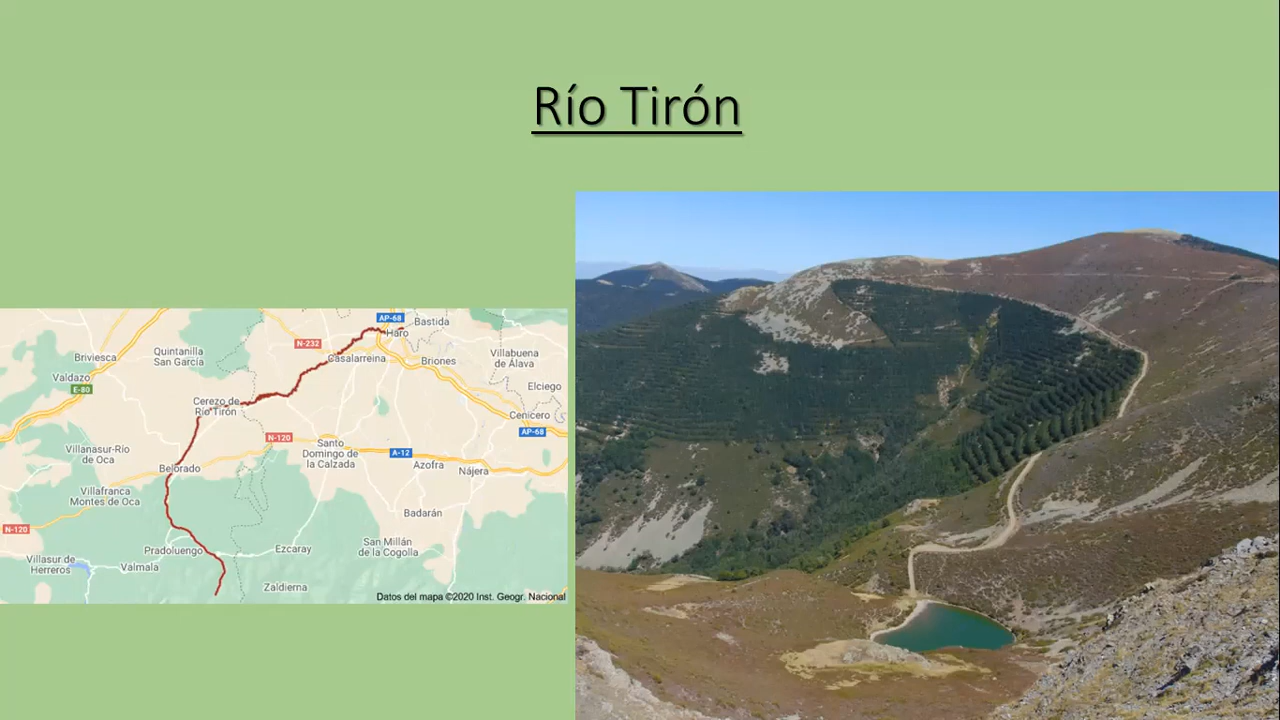 Río Tirón
AP-68
Bastida
Haro
N-232
Casalarreina
Briones
Villabuena
de Álava
Briviesca
Quintanilla
San García
Valdazo
E-80
Elciego
Cerezo de
Río Tirón
Cenicero
AP-68
N-120
Santo
Domingo de
la Calzada
A-12
Azofra
Nájera
Villanasur-Río
de Oca
Belorado
Villafranca
Montes de Oca
Badarán
N-120
Pradoluengo
Ezcaray
San Millán
de la Cogolla
Villasur de
Herreros
Valmala
Zaldierna
Datos del mapa ©2020 Inst. Geogr. Nacional